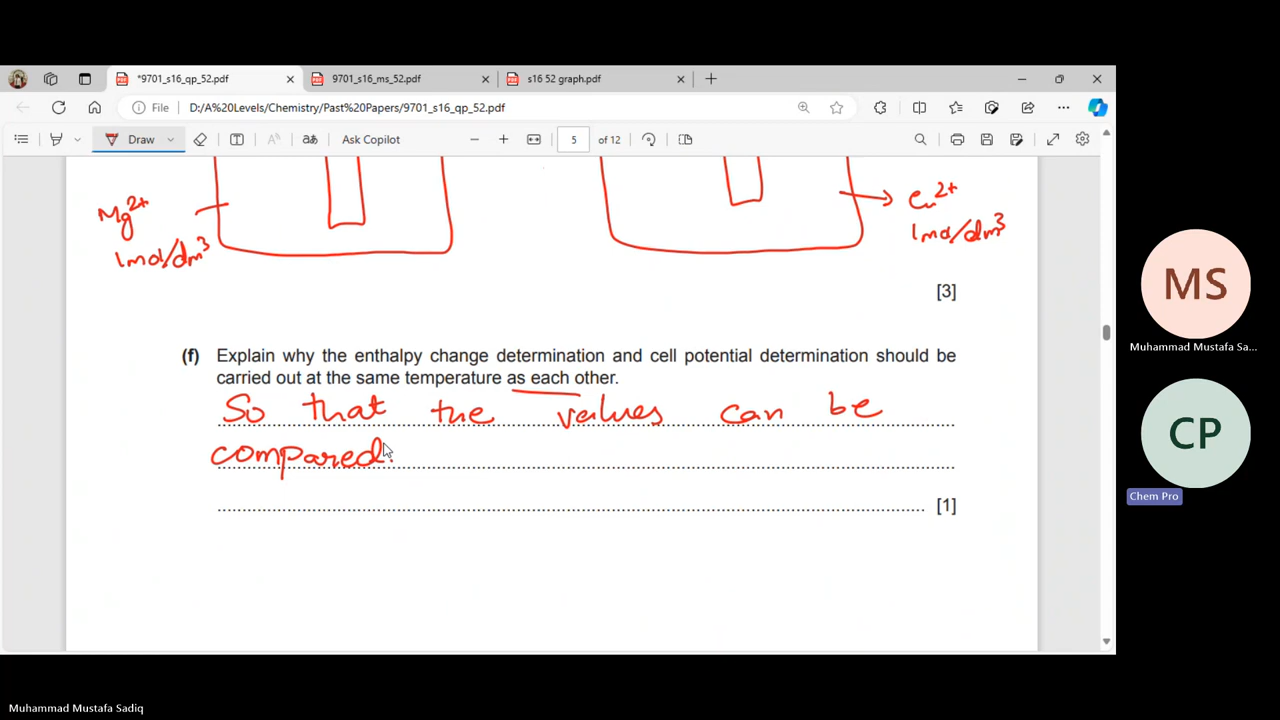 *9701_s16_qp_52.pdf
9701_s16_ms_52.pdf
s16 52 graph.pdf
File
D:/A%20Levels/Chemistry/Past%20Papers/9701_s16_qp_52.pdf
Draw
aあ
Ask Copilot
5 of 12
Mg2+
1mol/dm3
Cu2+
1mol/dm3
[3]
(f) Explain why the enthalpy change determination and cell potential determination should be
carried out at the same temperature as each other.
So that the values can be
compared.
[1]
MS
Muhammad Mustafa Sa...
CP
Chem Pro
Muhammad Mustafa Sadiq